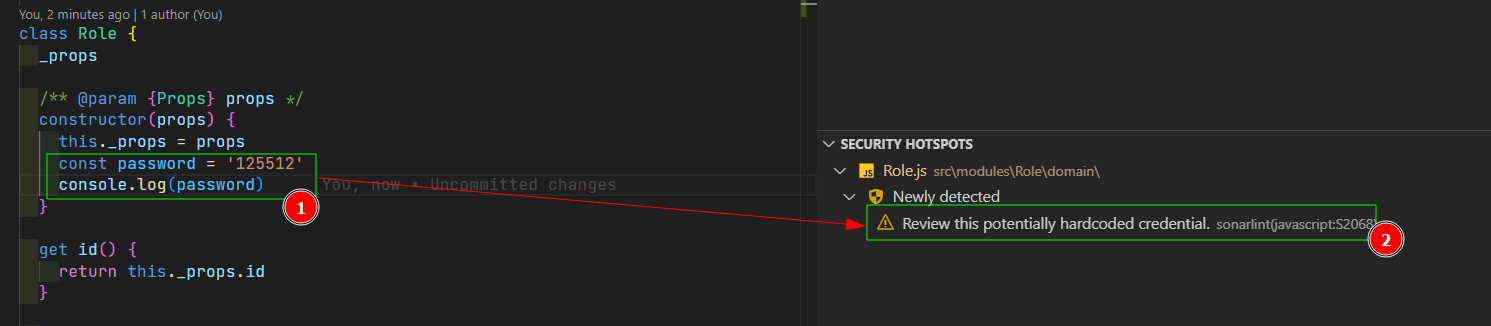 You, 2 minutes ago | 1 author (You)
class Role {
_props
/** @param {Props} props */
constructor(props) {
this._props = props
const password = '125512'
console.log(password) You, now • Uncommitted changes
}
get id() {
return this._props.id
}
1
SECURITY HOTSPOTS
JS Role.js src\modules\Role\domain\
Newly detected
Review this potentially hardcoded credential. sonarlint(javascript:S2068)
2